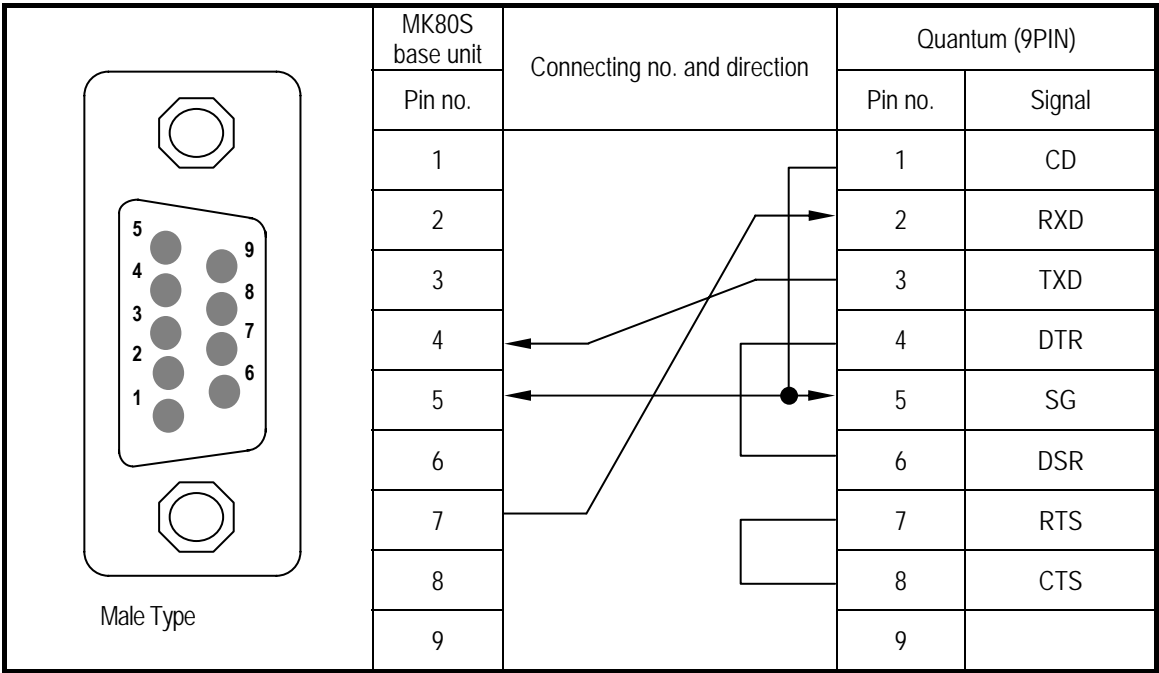 MK80S
base unit
Connecting no. and direction
Quantum (9PIN)
Pin no.
Pin no.
Signal
1
1
CD
2
2
RXD
3
3
TXD
4
4
DTR
5
5
SG
6
6
DSR
7
7
RTS
8
8
CTS
9
9
5
9
4
8
3
7
2
6
1
Male Type